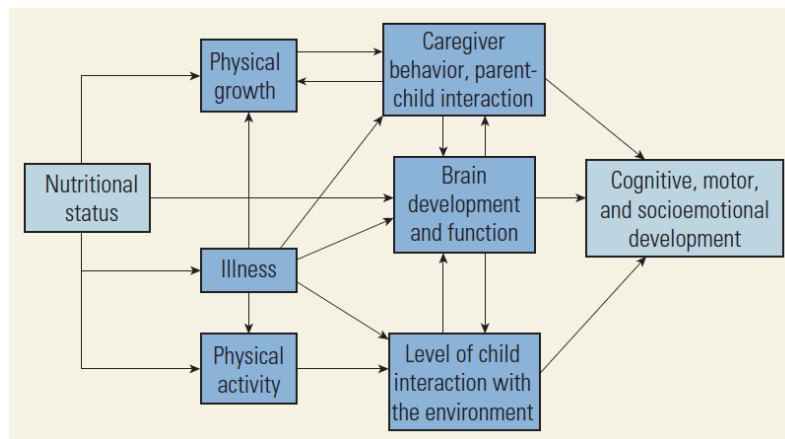 Physical
growth
Caregiver
behavior, parent-
child interaction
Nutritional
status
Brain
development
and function
Cognitive, motor,
and socioemotional
development
Illness
Physical
activity
Level of child
interaction with
the environment